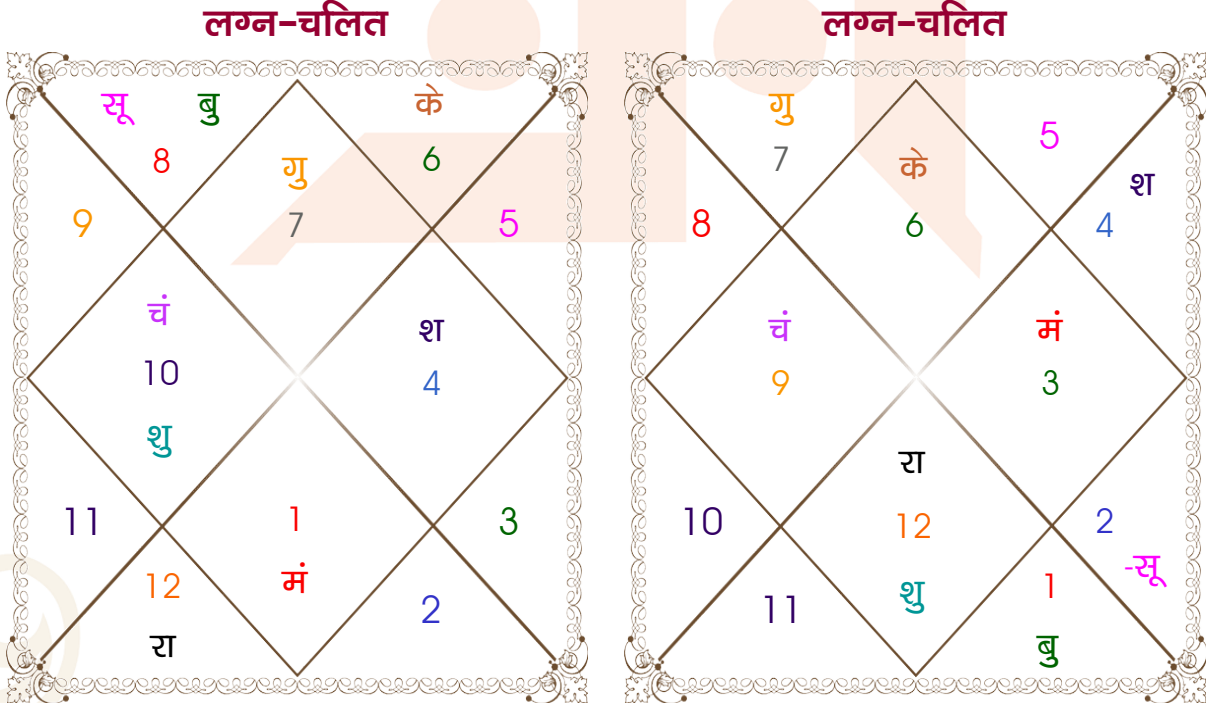 लग्न-चलित
सू बु
8
के
6
गु
7
9
5
चं
10
शु
श
4
11
1
मं
3
12
रा
2
लग्न-चलित
गु
7
5
के
6
श
4
8
चं
9
मं
3
रा
12
शु
10
2
-सू
11
1
बु